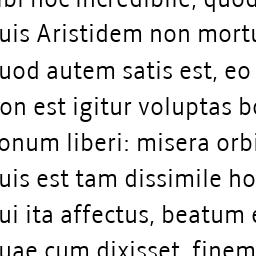 ibi hoc incredibile, quod
uis Aristidem non mortu
uod autem satis est, eo
on est igitur voluptas bo
onum liberi: misera orbi
uis est tam dissimile ho
ui ita affectus, beatum e
uae cum dixisset, finem